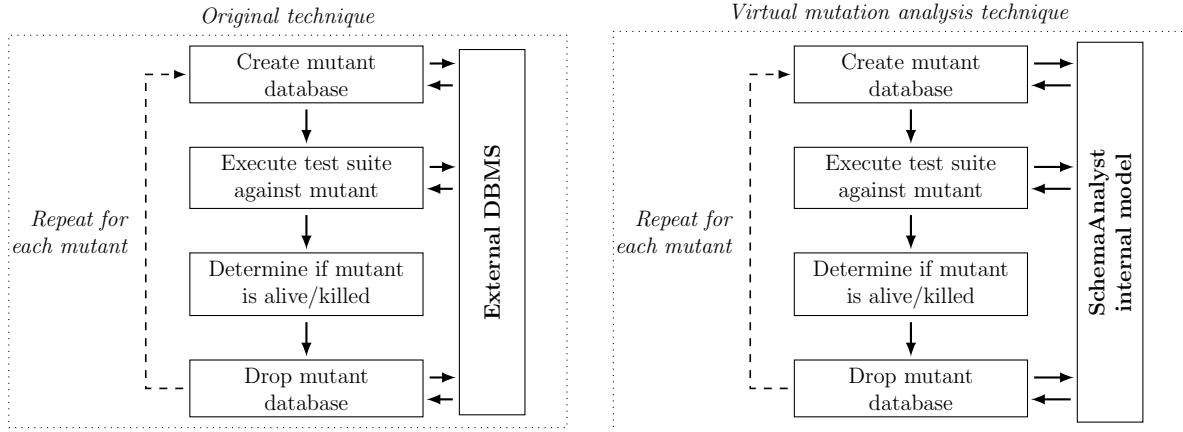 Original technique
Create mutant
database
Execute test suite
against mutant
Repeat for
each mutant
Determine if mutant
is alive/killed
Drop mutant
database
External DBMS
Virtual mutation analysis technique
Create mutant
database
Execute test suite
against mutant
Repeat for
each mutant
Determine if mutant
is alive/killed
Drop mutant
database
SchemaAnalyst
internal model